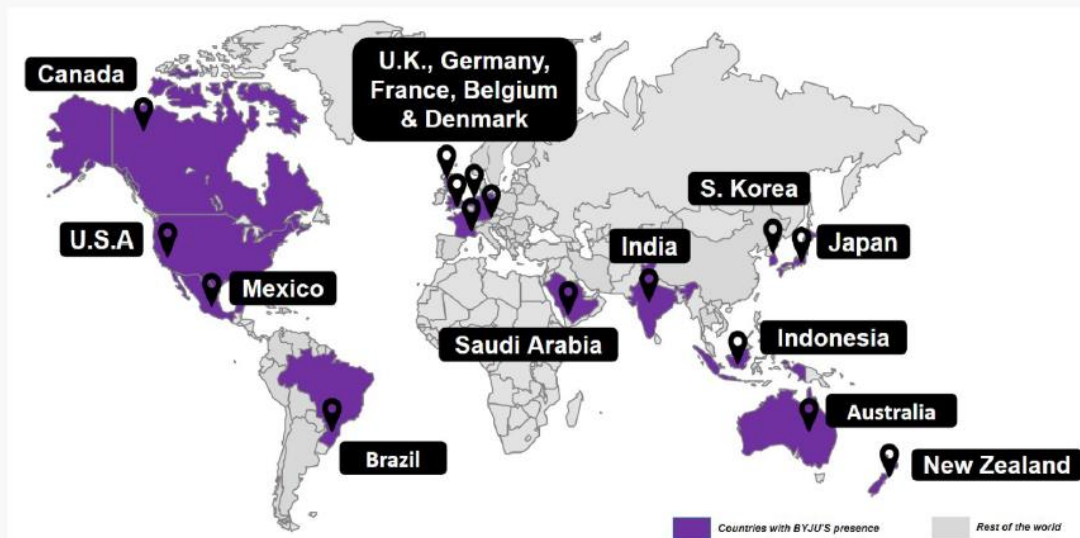 Canada
U.K., Germany,
France, Belgium
& Denmark
S. Korea
U.S.A
India
Japan
Mexico
Saudi Arabia
Indonesia
Australia
Brazil
New Zealand
Countries with BYJU'S presence
Rest of the world